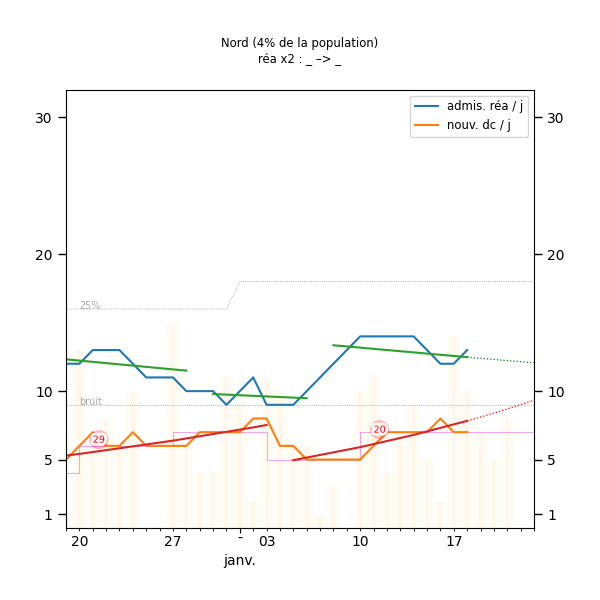 Nord (4% de la population)
réa x2 : _ –> _
admis. réa / j
nouv. dc / j
30 30
20 20
25%
10 10
bruit
29
20
5 5
1 1
20 27 - 03 10 17
janv.